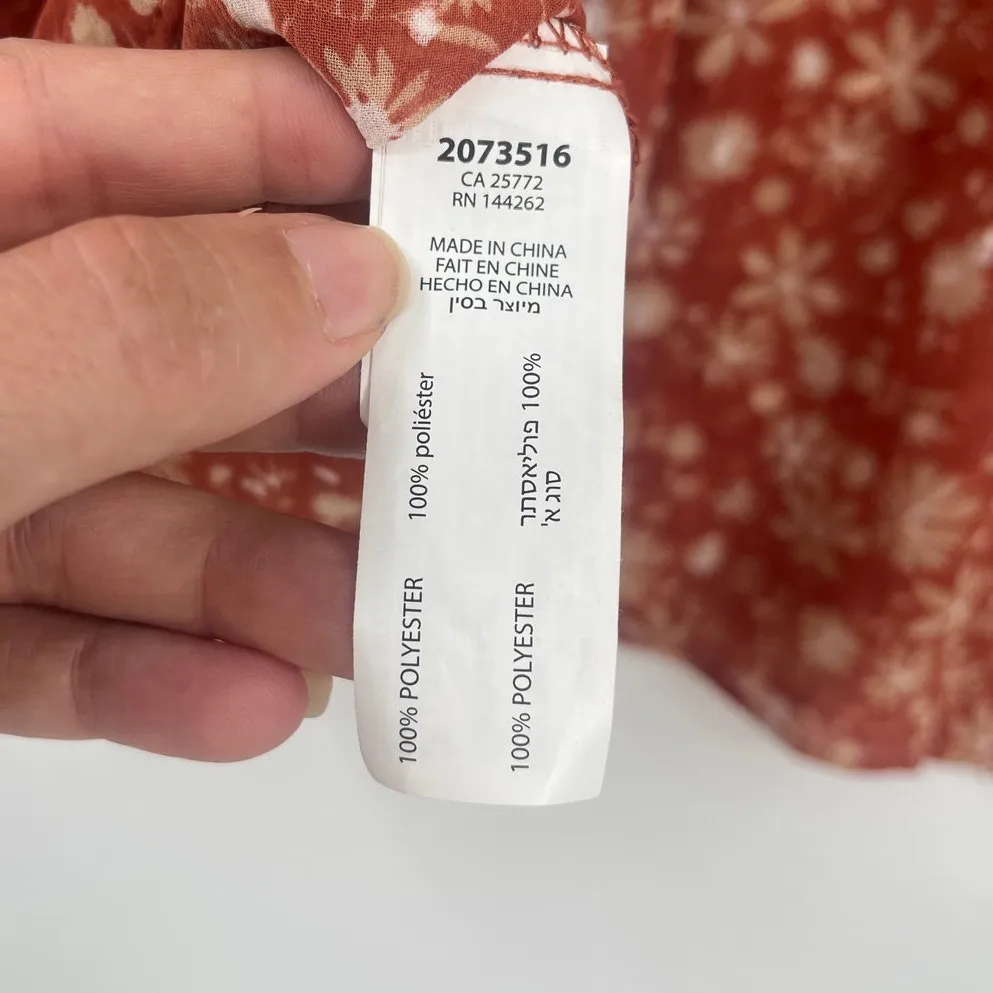 2073516
CA 25772
RN 144262
MADE IN CHINA
FAIT EN CHINE
HECHO EN CHINA
מיוצר בסין
100% poliéster
100% פוליאסתר
סוג א'
100% POLYESTER
100% POLYESTER